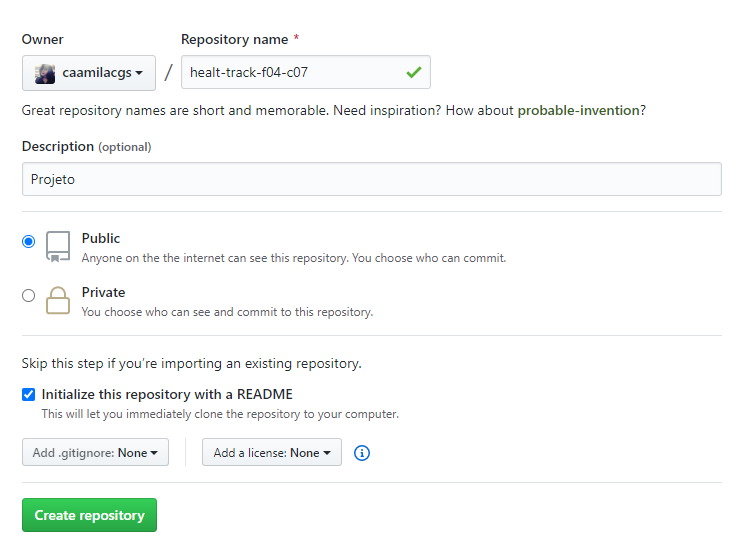 Owner
Repository name *
caamilacgs
/
healt-track-f04-c07
Great repository names are short and memorable. Need inspiration? How about probable-invention?
Description (optional)
Projeto
Public
Anyone on the the internet can see this repository. You choose who can commit.
Private
You choose who can see and commit to this repository.
Skip this step if you’re importing an existing repository.
Initialize this repository with a README
This will let you immediately clone the repository to your computer.
Add .gitignore: None
Add a license: None
Create repository